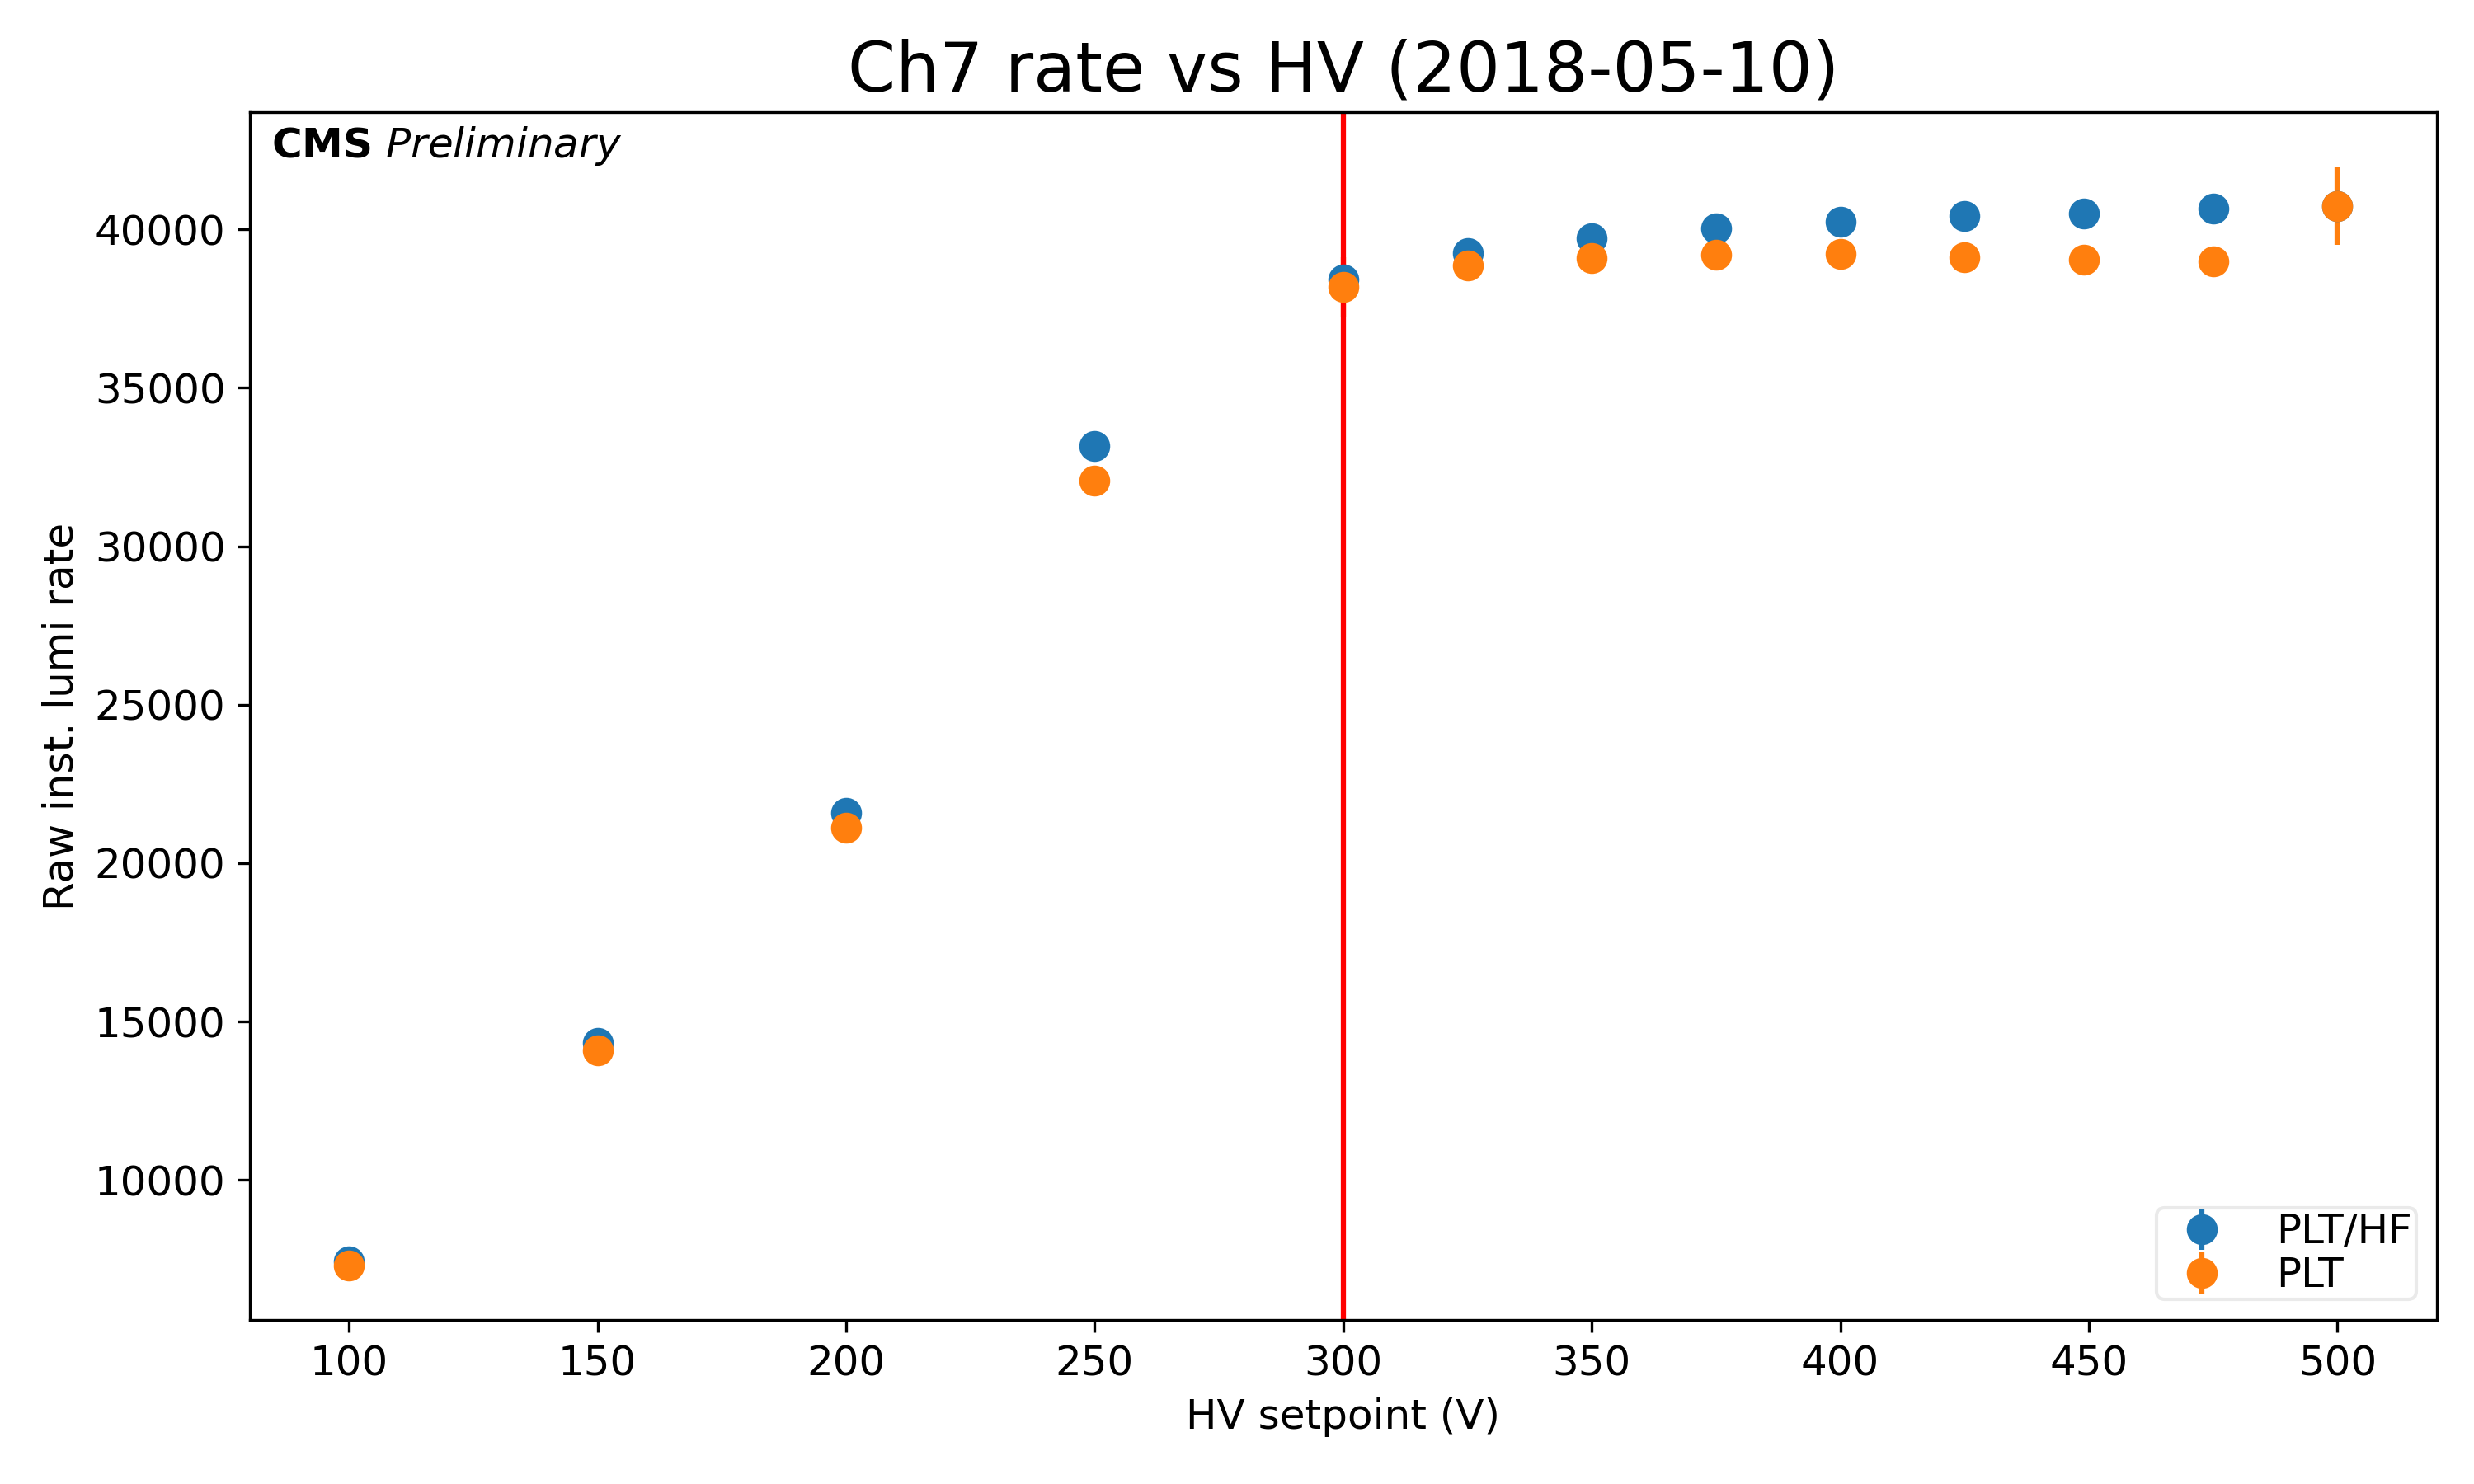 Ch7 rate vs HV (2018-05-10)
CMS Preliminary
Raw inst. lumi rate
40000
35000
30000
25000
20000
15000
10000
100 150 200 250 300 350 400 450 500
HV setpoint (V)
PLT/HF
PLT